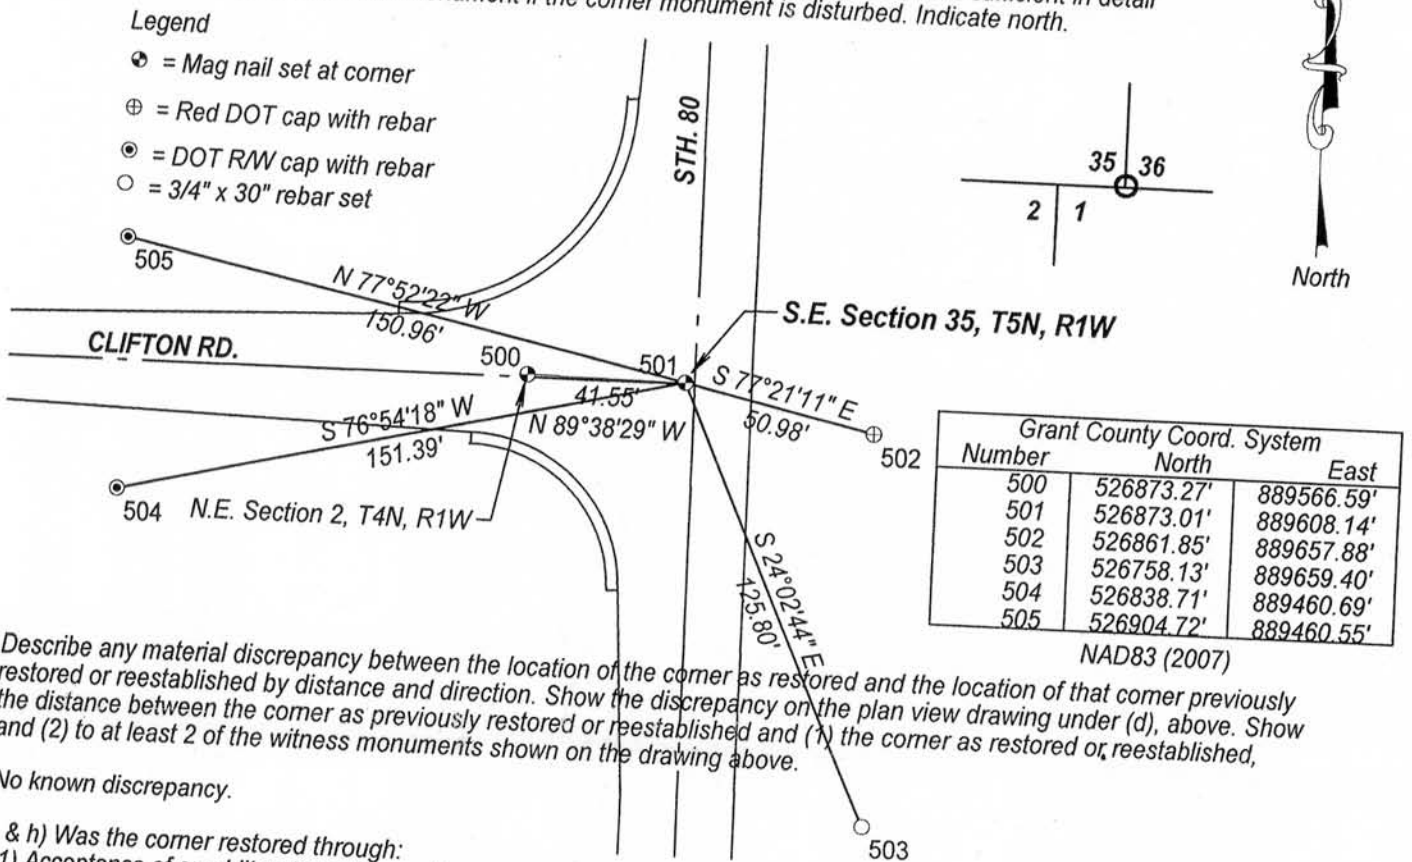 if the corner monument is disturbed. Indicate north.
Legend
= Mag nail set at corner
= Red DOT cap with rebar
= DOT R/W cap with rebar
= 3/4" x 30" rebar set
STH. 80
35 36
2 1
North
505
N 77°52'22" W
150.96'
S.E. Section 35, T5N, R1W
CLIFTON RD.
500
501
S 77°21'11" E
50.98'
41.55'
N 89°38'29" W
502
S 76°54'18" W
151.39'
504
N.E. Section 2, T4N, R1W
Grant County Coord. System
Number North East
500 526873.27' 889566.59'
501 526873.01' 889608.14'
502 526861.85' 889657.88'
503 526758.13' 889659.40'
504 526838.71' 889460.69'
505 526904.72' 889460.55'
NAD83 (2007)
S 24°02'44" E
125.80'
Describe any material discrepancy between the location of the corner as restored and the location of that corner previously
restored or reestablished by distance and direction. Show the discrepancy on the plan view drawing under (d), above. Show
the distance between the corner as previously restored or reestablished and (1) the corner as restored or reestablished,
and (2) to at least 2 of the witness monuments shown on the drawing above.
No known discrepancy.
& h) Was the corner restored through:
503